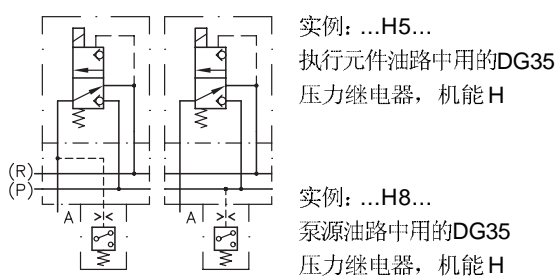 实例：...H5...
执行元件油路中用的DG35
压力继电器，机能 H
(R)
(P)
A
A
实例：...H8...
泵源油路中用的DG35
压力继电器，机能 H